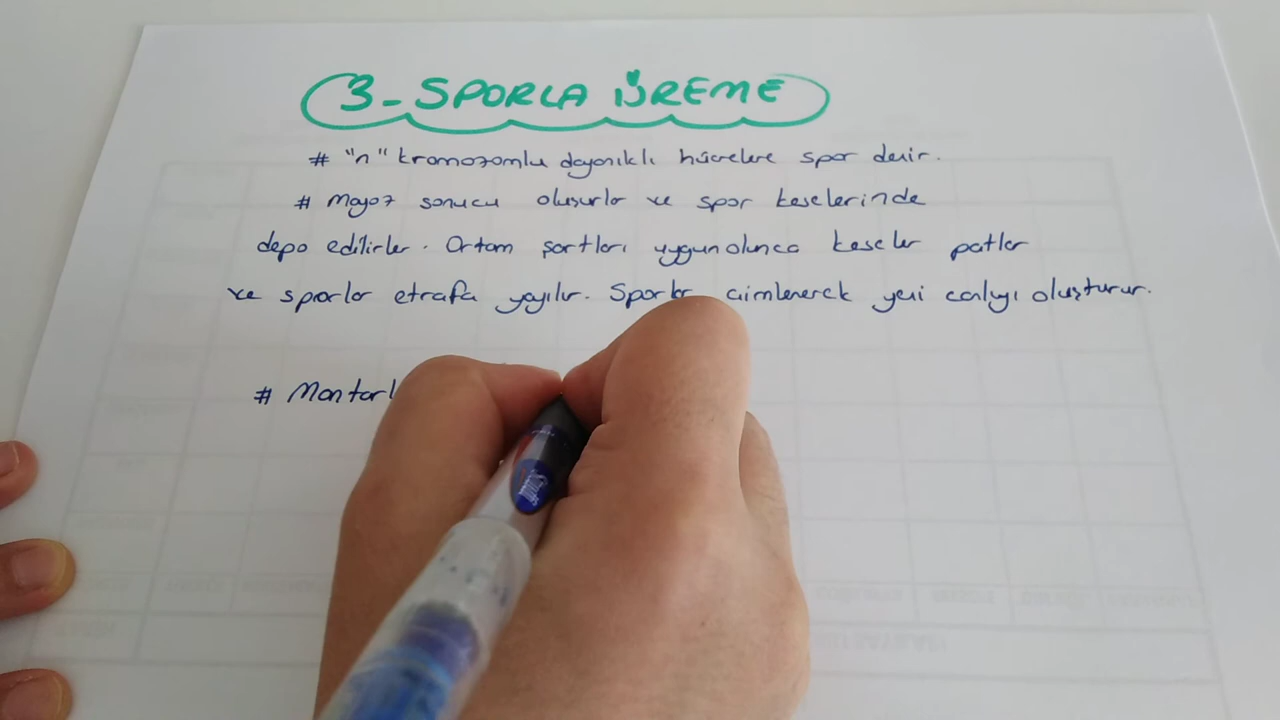 3- SPORLA ÜREME
# "n" kromozomlu dayanıklı hücrelere spor denir.
# Mayoz sonucu oluşurlar ve spor keselerinde
depo edilirler. Ortam şartları uygun olunca keseler patlar
ve sporlar etrafa yayılır. Sporlar çimlenerek yeni canlıyı oluşturur.
# Mantarl